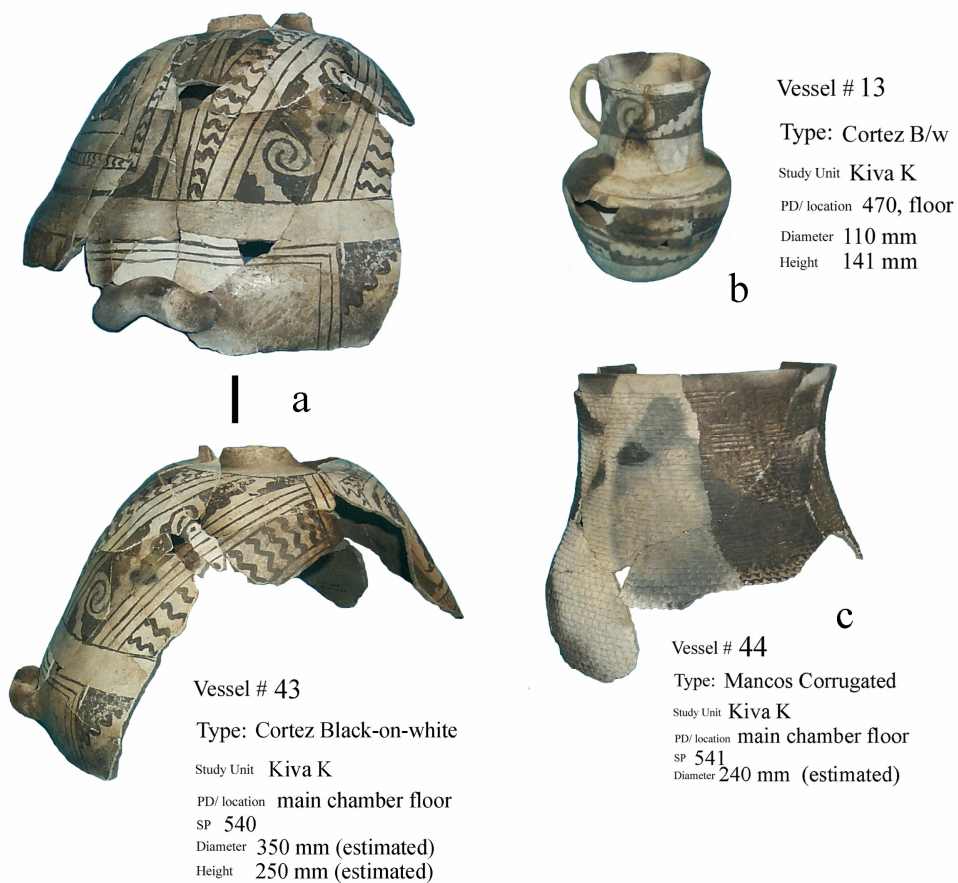 Vessel # 13
Type: Cortez B/w
Study Unit Kiva K
PD/ location 470, floor
Diameter 110 mm
Height 141 mm
b
a
c
Vessel # 44
Type: Mancos Corrugated
Study Unit Kiva K
PD/ location main chamber floor
SP 541
Diameter 240 mm (estimated)
Vessel # 43
Type: Cortez Black-on-white
Study Unit Kiva K
PD/ location main chamber floor
SP 540
Diameter 350 mm (estimated)
Height 250 mm (estimated)